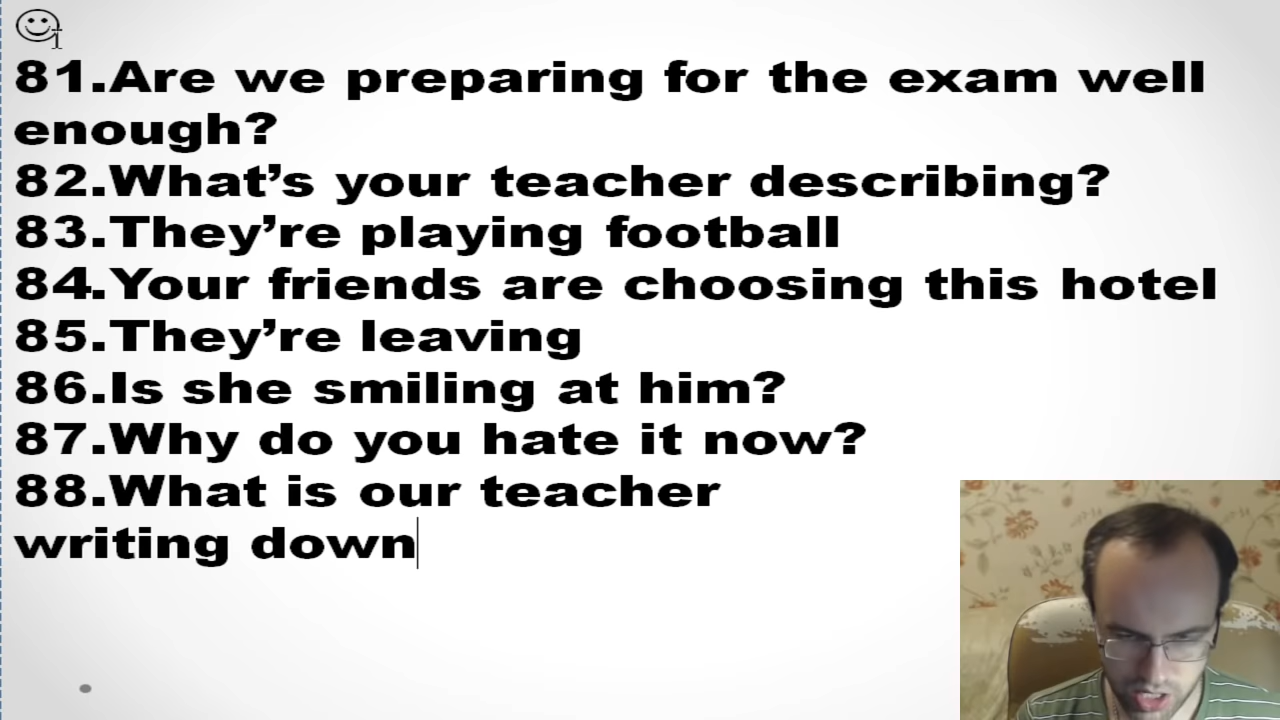 81.Are we preparing for the exam well
enough?
82.What’s your teacher describing?
83.They’re playing football
84.Your friends are choosing this hotel
85.They’re leaving
86.Is she smiling at him?
87.Why do you hate it now?
88.What is our teacher
writing down